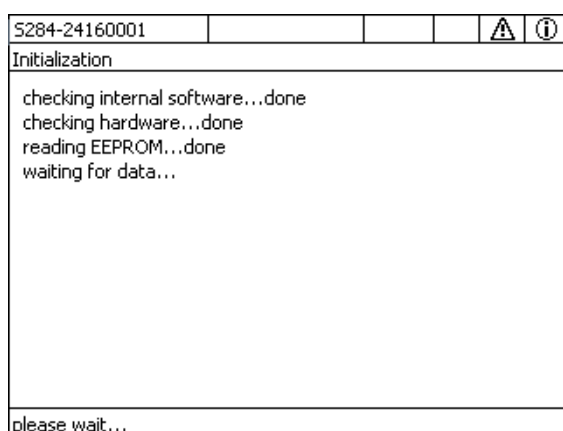 S284-24160001
Initialization
checking internal software...done
checking hardware...done
reading EEPROM...done
waiting for data...
please wait...